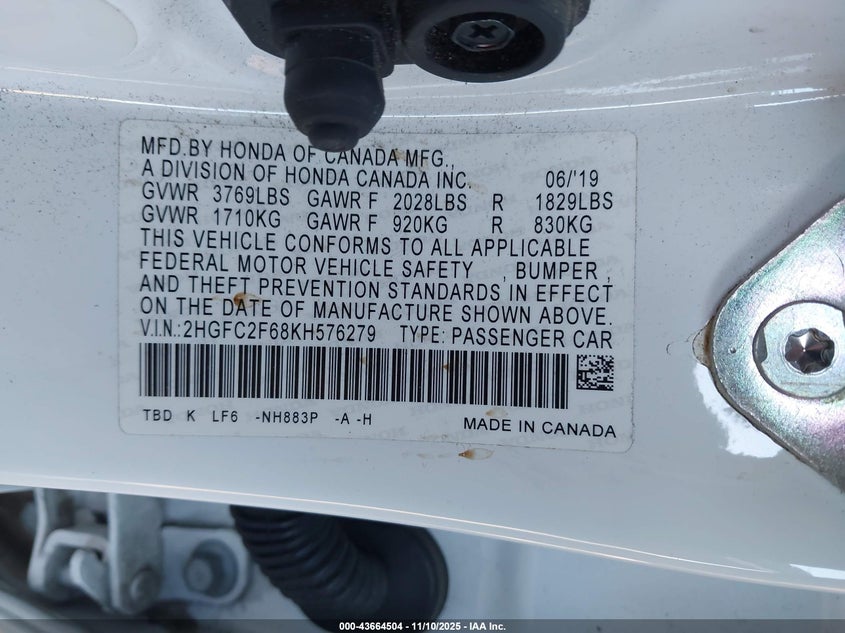 MFD.BY HONDA OF CANADA MFG.,
A DIVISION OF HONDA CANADA INC. 06/'19
GVWR 3769LBS GAWR F 2028LBS R 1829LBS
GVWR 1710KG GAWR F 920KG R 830KG
THIS VEHICLE CONFORMS TO ALL APPLICABLE
FEDERAL MOTOR VEHICLE SAFETY , BUMPER ,
AND THEFT PREVENTION STANDARDS IN EFFECT
ON THE DATE OF MANUFACTURE SHOWN ABOVE.
V.I.N.:2HGFC2F68KH576279 TYPE: PASSENGER CAR
TBD K LF6 -NH883P -A -H
MADE IN CANADA
000-43664504 — 11/10/2025 — IAA Inc.